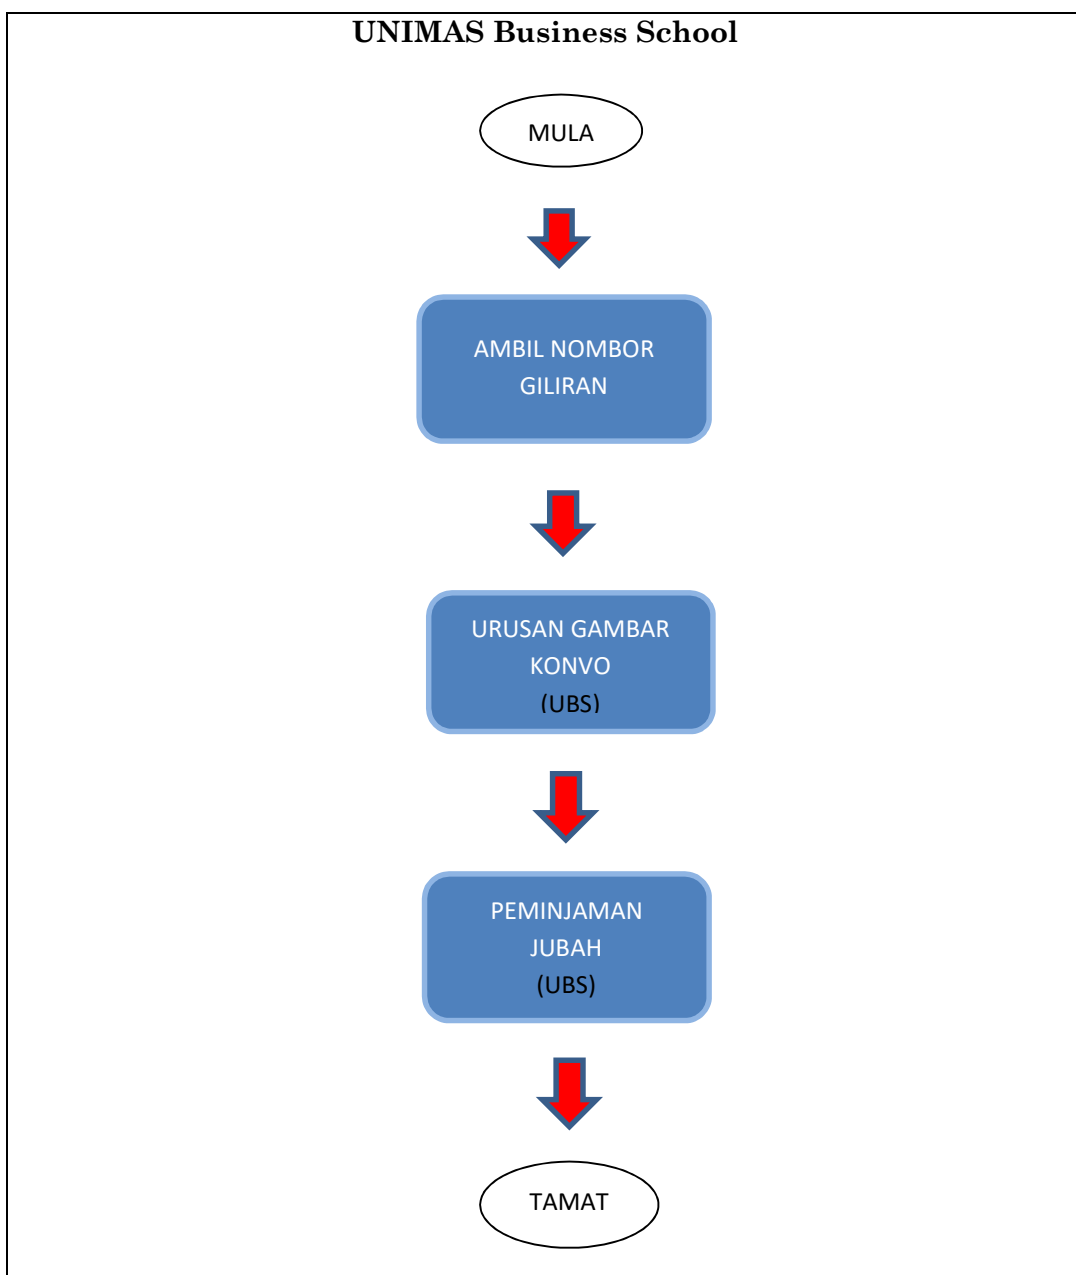 UNIMAS Business School
MULA
AMBIL NOMBOR
GILIRAN
URUSAN GAMBAR
KONVO
(UBS)
PEMINJAMAN
JUBAH
(UBS)
TAMAT